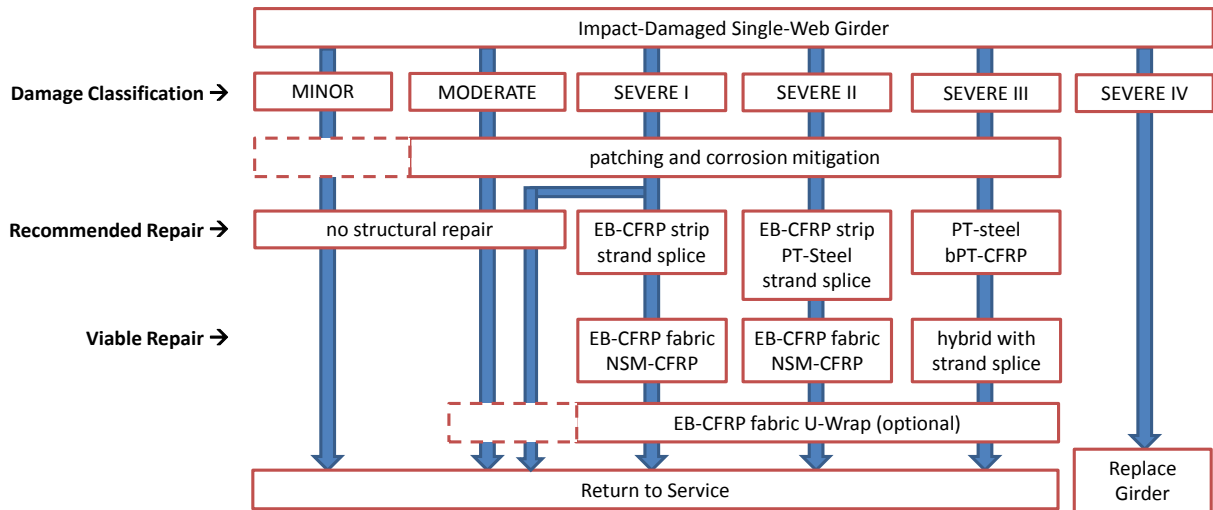 Impact-Damaged Single-Web Girder
Damage Classification →
MINOR
MODERATE
SEVERE I
SEVERE II
SEVERE III
SEVERE IV
patching and corrosion mitigation
Recommended Repair →
no structural repair
EB-CFRP strip
strand splice
EB-CFRP strip
PT-Steel
strand splice
PT-steel
bPT-CFRP
Viable Repair →
EB-CFRP fabric
NSM-CFRP
EB-CFRP fabric
NSM-CFRP
hybrid with
strand splice
EB-CFRP fabric U-Wrap (optional)
Return to Service
Replace
Girder